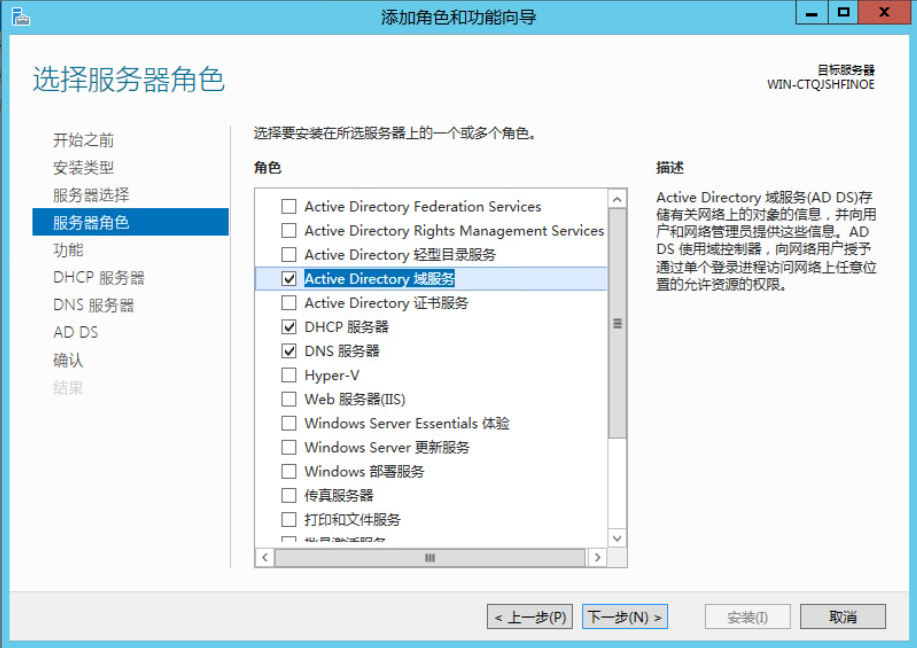 添加角色和功能向导
选择服务器角色
目标服务器
WIN-CTQJSHFINOE
开始之前
安装类型
服务器选择
服务器角色
功能
DHCP 服务器
DNS 服务器
AD DS
确认
结果
选择要安装在所选服务器上的一个或多个角色。
角色
Active Directory Federation Services
Active Directory Rights Management Services
Active Directory 轻型目录服务
Active Directory 域服务
Active Directory 证书服务
DHCP 服务器
DNS 服务器
Hyper-V
Web 服务器(IIS)
Windows Server Essentials 体验
Windows Server 更新服务
Windows 部署服务
传真服务器
打印和文件服务
批量激活服务
描述
Active Directory 域服务(AD DS)存
储有关网络上的对象的信息，并向用
户和网络管理员提供这些信息。AD
DS 使用域控制器，向网络用户授予
通过单个登录进程访问网络上任意位
置的允许资源的权限。
< 上一步(P)
下一步(N) >
安装(I)
取消